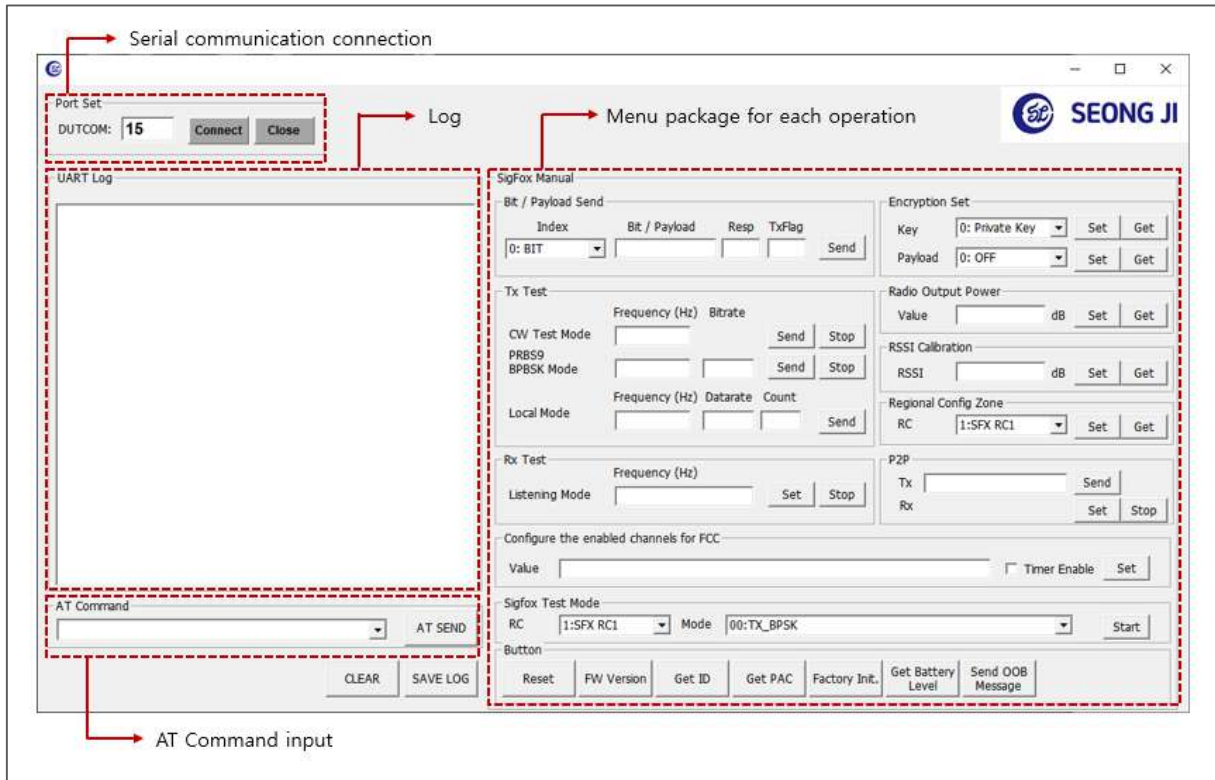 Serial communication connection
Port Set
DUTCOM: 15 Connect Close
Log
Menu package for each operation
SEONG JI
UART Log
SigFox Manual
Bit / Payload Send
Index Bit / Payload Resp TxFlag
0: BIT Send
Encryption Set
Key 0: Private Key Set Get
Payload 0: OFF Set Get
Tx Test
Frequency (Hz) Bitrate
CW Test Mode Send Stop
PRBS9
BPBSK Mode Send Stop
Frequency (Hz) Datarate Count
Local Mode Send
Radio Output Power
Value dB Set Get
RSSI Calibration
RSSI dB Set Get
Regional Config Zone
RC 1:SFX RC1 Set Get
Rx Test
Frequency (Hz)
Listening Mode Set Stop
P2P
Tx Send
Rx Set Stop
Configure the enabled channels for FCC
Value Timer Enable Set
AT Command
AT SEND
Sigfox Test Mode
RC 1:SFX RC1 Mode 00:TX_BPSK Start
Button
CLEAR SAVE LOG
Reset FW Version Get ID Get PAC Factory Init. Get Battery Level Send OOB Message
AT Command input